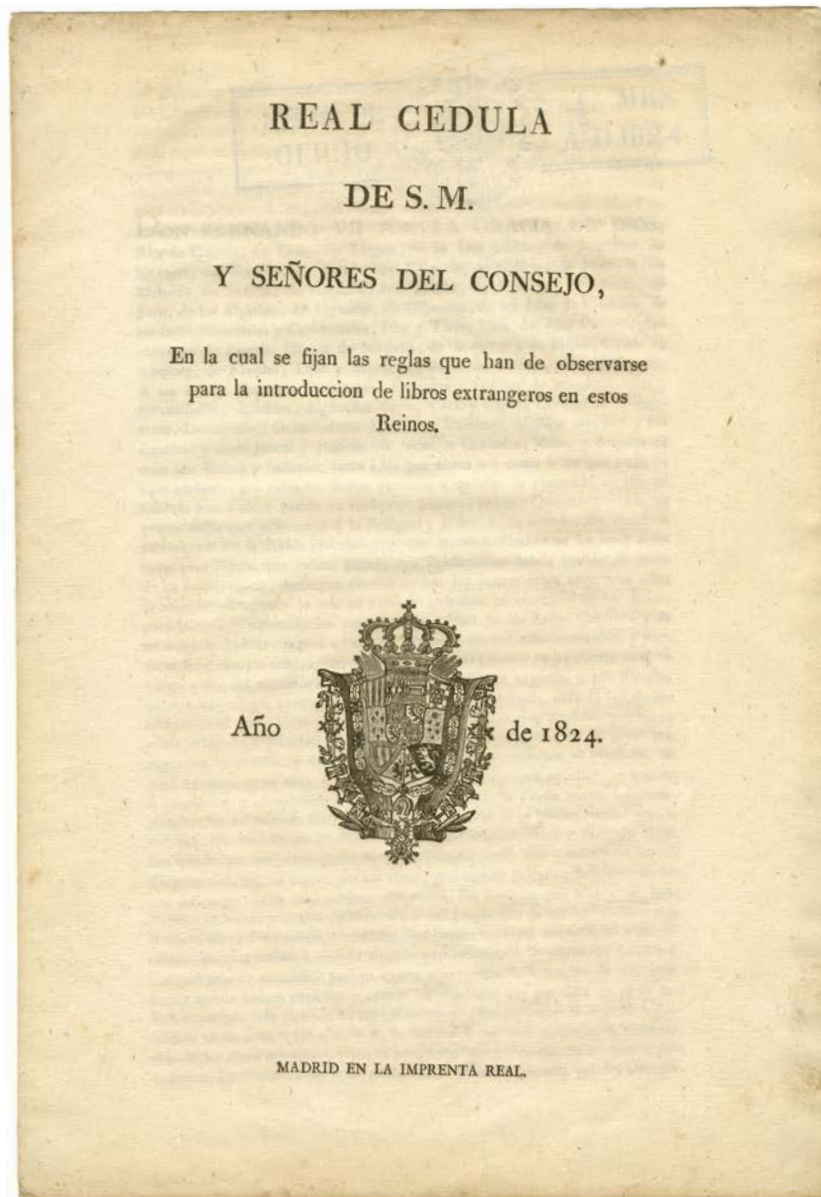 REAL CEDULA
DE S. M.
Y SEÑORES DEL CONSEJO,
En la cual se fijan las reglas que han de observarse
para la introduccion de libros extrangeros en estos
Reinos.
Año de 1824.
MADRID EN LA IMPRENTA REAL.